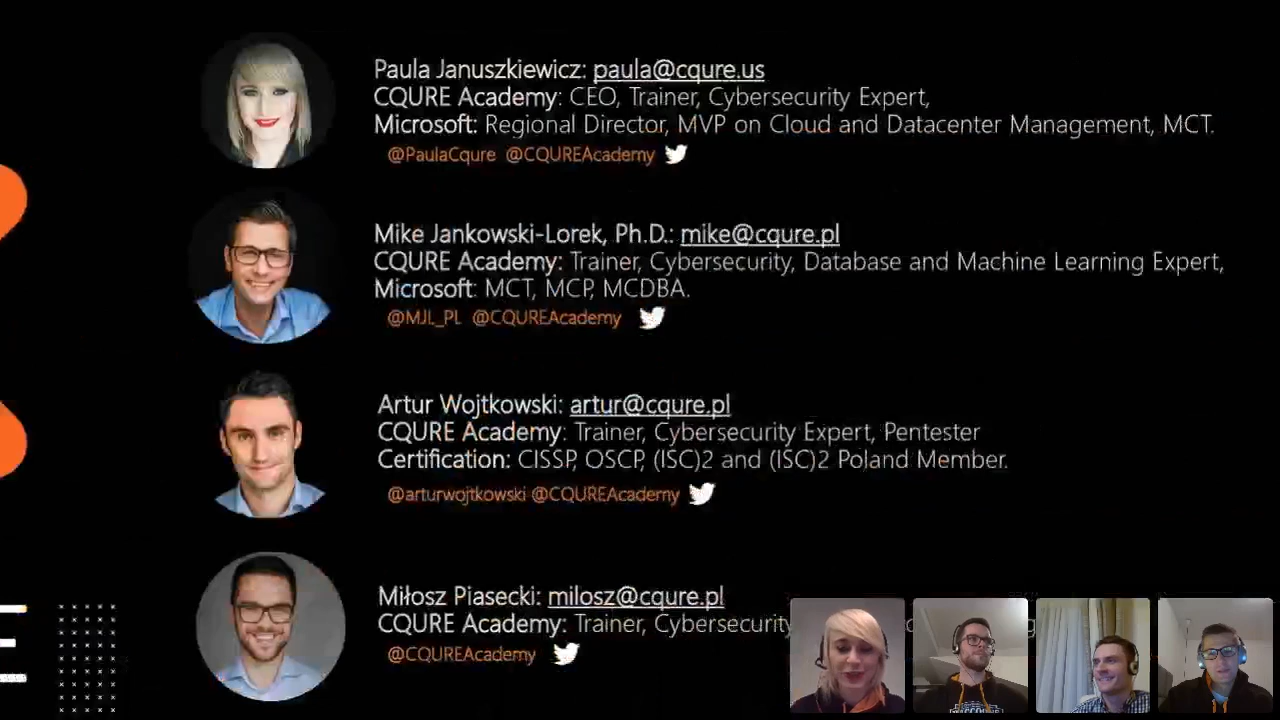 Paula Januszkiewicz: paula@cqure.us
CQURE Academy: CEO, Trainer, Cybersecurity Expert,
Microsoft: Regional Director, MVP on Cloud and Datacenter Management, MCT.
@PaulaCqure @CQUREAcademy
Mike Jankowski-Lorek, Ph.D.: mike@cqure.pl
CQURE Academy: Trainer, Cybersecurity, Database and Machine Learning Expert,
Microsoft: MCT, MCP, MCDBA.
@MJL_PL @CQUREAcademy
Artur Wojtkowski: artur@cqure.pl
CQURE Academy: Trainer, Cybersecurity Expert, Pentester
Certification: CISSP, OSCP, (ISC)2 and (ISC)2 Poland Member.
@arturwojtkowski @CQUREAcademy
Miłosz Piasecki: milosz@cqure.pl
CQURE Academy: Trainer, Cybersecurity
@CQUREAcademy
E